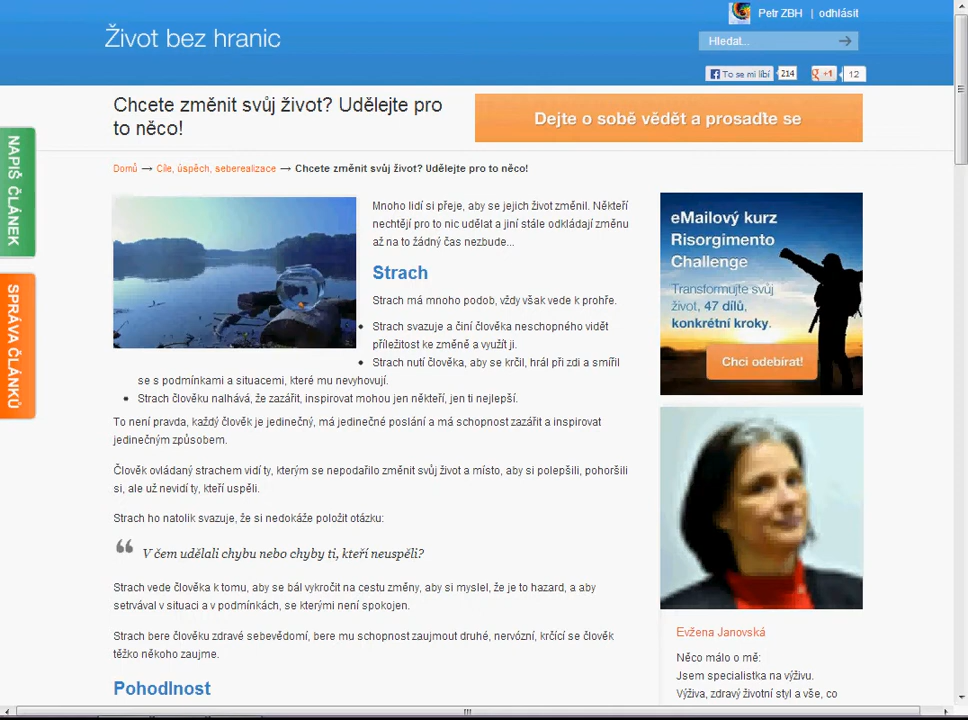 Život bez hranic
Petr ZBH | odhlásit
Hledat...
To se mi líbí 214
+1 12
Chcete změnit svůj život? Udělejte pro
to něco!
Dejte o sobě vědět a prosaďte se
NAPIŠ ČLÁNEK
SPRÁVA ČLÁNKŮ
Domů → Cíle, úspěch, seberealizace → Chcete změnit svůj život? Udělejte pro to něco!
Mnoho lidí si přeje, aby se jejich život změnil. Někteří
nechtějí pro to nic udělat a jiní stále odkládají změnu
až na to žádný čas nezbude...
Strach
Strach má mnoho podob, vždy však vede k prohře.
• Strach svazuje a činí člověka neschopného vidět
příležitost ke změně a využít ji.
• Strach nutí člověka, aby se krčil, hrál při zdi a smířil
se s podmínkami a situacemi, které mu nevyhovují.
• Strach člověku nalhává, že zazářit, inspirovat mohou jen někteří, jen ti nejlepší.
To není pravda, každý člověk je jedinečný, má jedinečné poslání a má schopnost zazářit a inspirovat
jedinečným způsobem.
Člověk ovládaný strachem vidí ty, kterým se nepodařilo změnit svůj život a místo, aby si polepšili, pohoršili
si, ale už nevidí ty, kteří uspěli.
Strach ho natolik svazuje, že si nedokáže položit otázku:
“ V čem udělali chybu nebo chyby ti, kteří neuspěli?
Strach vede člověka k tomu, aby se bál vykročit na cestu změny, aby si myslel, že je to hazard, a aby
setrvával v situaci a v podmínkách, se kterými není spokojen.
Strach bere člověku zdravé sebevědomí, bere mu schopnost zaujmout druhé, nervózní, krčící se člověk
těžko někoho zaujme.
Pohodlnost
eMailový kurz
Risorgimento
Challenge
Transformujte svůj
život, 47 dílů,
konkrétní kroky.
Chci odebírat!
Evžena Janovská
Něco málo o mě:
Jsem specialistka na výživu.
Výživa, zdravý životní styl a vše, co